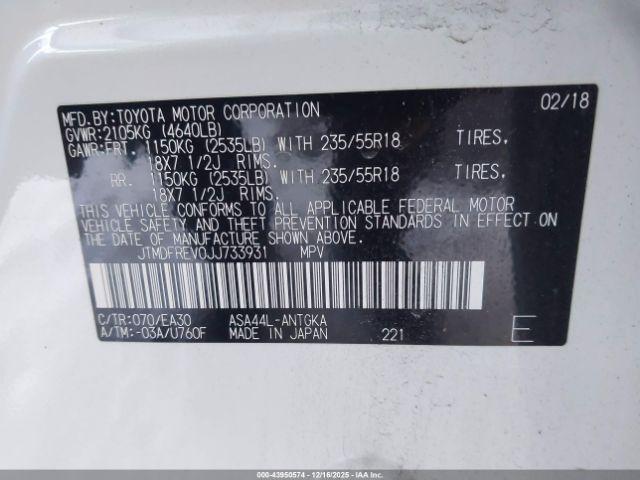 MFD.BY:TOYOTA MOTOR CORPORATION 02/18
GVWR:2105KG (4640LB)
GAWR:FRT. 1150KG (2535LB) WITH 235/55R18 TIRES,
18X7 1/2J RIMS.
RR. 1150KG (2535LB) WITH 235/55R18 TIRES,
18X7 1/2J RIMS.
THIS VEHICLE CONFORMS TO ALL APPLICABLE FEDERAL MOTOR
VEHICLE SAFETY AND THEFT PREVENTION STANDARDS IN EFFECT ON
THE DATE OF MANUFACTURE SHOWN ABOVE.
JTMDFREV0JJ733931 MPV
C/TR:070/EA30 ASA44L-ANTGKA
A/TM:-03A/U760F MADE IN JAPAN 221 E
000-43950574 - 12/16/2025 - COPART, INC.